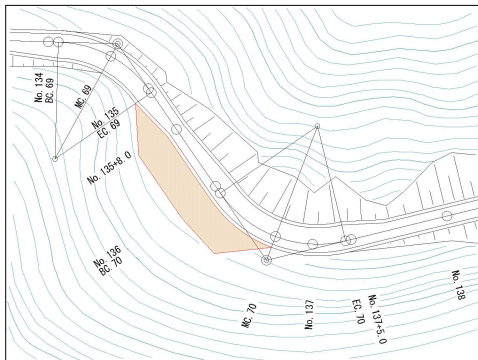 No. 134
BC. 69
MC. 69
No. 135
EC. 69
No. 135+8.0
No. 136
BC. 70
MC. 70
No. 137
EC. 70
No. 137+5.0
No. 138